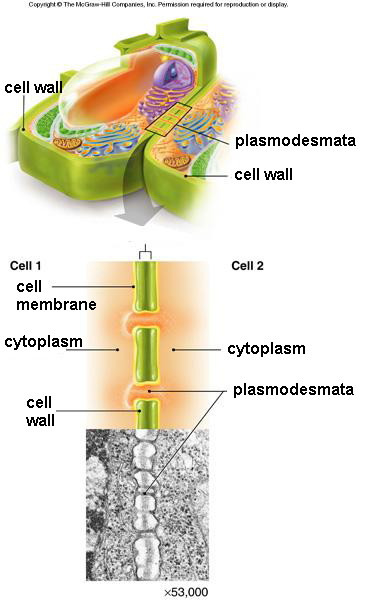 Copyright © The McGraw-Hill Companies, Inc. Permission required for reproduction or display.
cell wall
plasmodesmata
cell wall
Cell 1
Cell 2
cell
membrane
cytoplasm
cytoplasm
plasmodesmata
cell
wall
×53,000